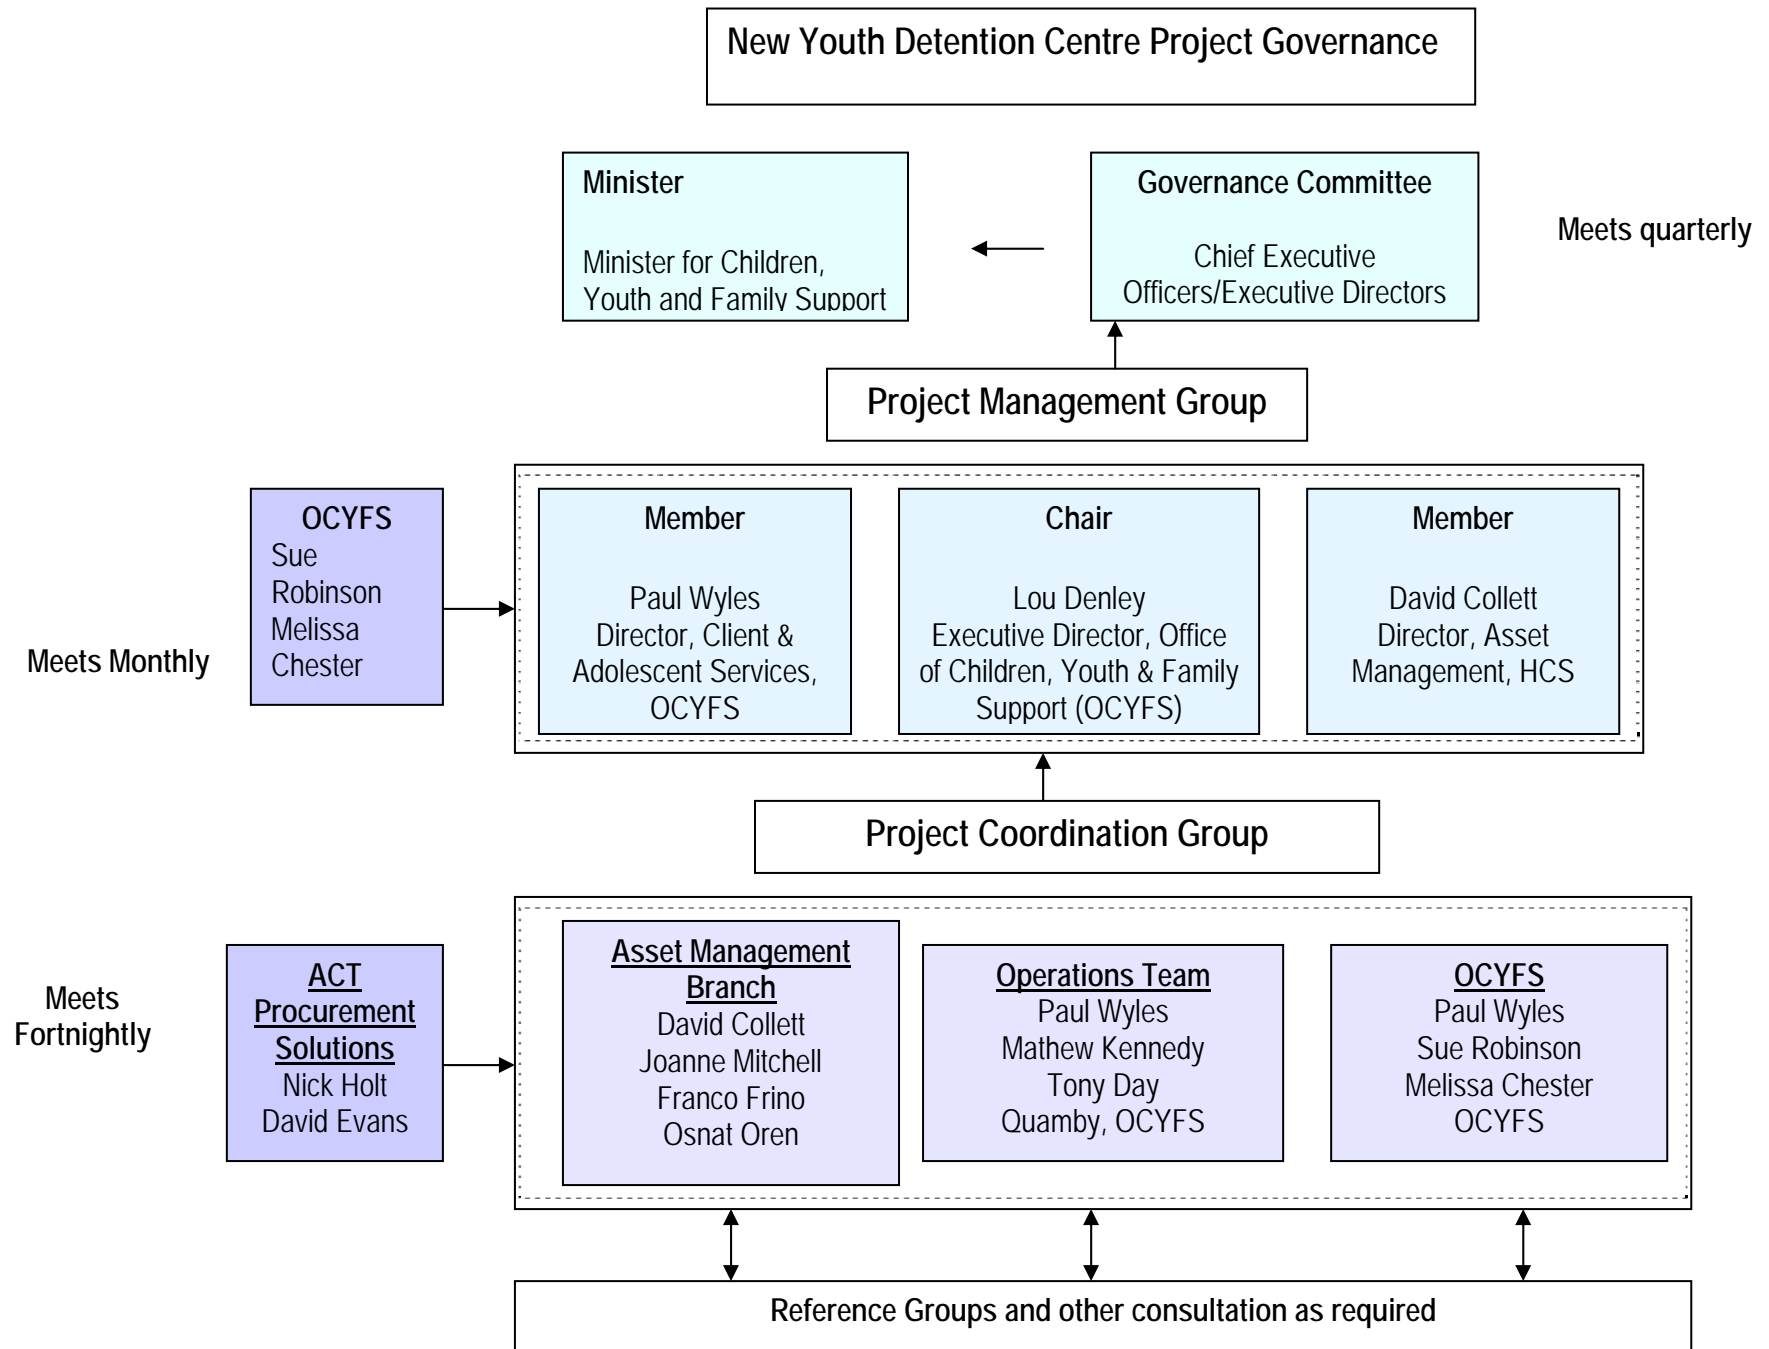 New Youth Detention Centre Project Governance
Minister
Minister for Children,
Youth and Family Support
Governance Committee
Chief Executive
Officers/Executive Directors
Meets quarterly
Project Management Group
Meets Monthly
OCYFS
Sue
Robinson
Melissa
Chester
Member
Paul Wyles
Director, Client &
Adolescent Services,
OCYFS
Chair
Lou Denley
Executive Director, Office
of Children, Youth & Family
Support (OCYFS)
Member
David Collett
Director, Asset
Management, HCS
Project Coordination Group
Meets
Fortnightly
ACT
Procurement
Solutions
Nick Holt
David Evans
Asset Management
Branch
David Collett
Joanne Mitchell
Franco Frino
Osnat Oren
Operations Team
Paul Wyles
Mathew Kennedy
Tony Day
Quamby, OCYFS
OCYFS
Paul Wyles
Sue Robinson
Melissa Chester
OCYFS
Reference Groups and other consultation as required